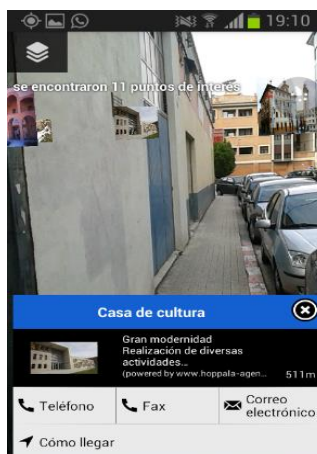 19:10
se encontraron 11 puntos de interés
Casa de cultura
Gran modernidad
Realización de diversas
actividades...
(powered by www.hoppala-agen...
511m
Teléfono
Fax
Correo
electrónico
Cómo llegar